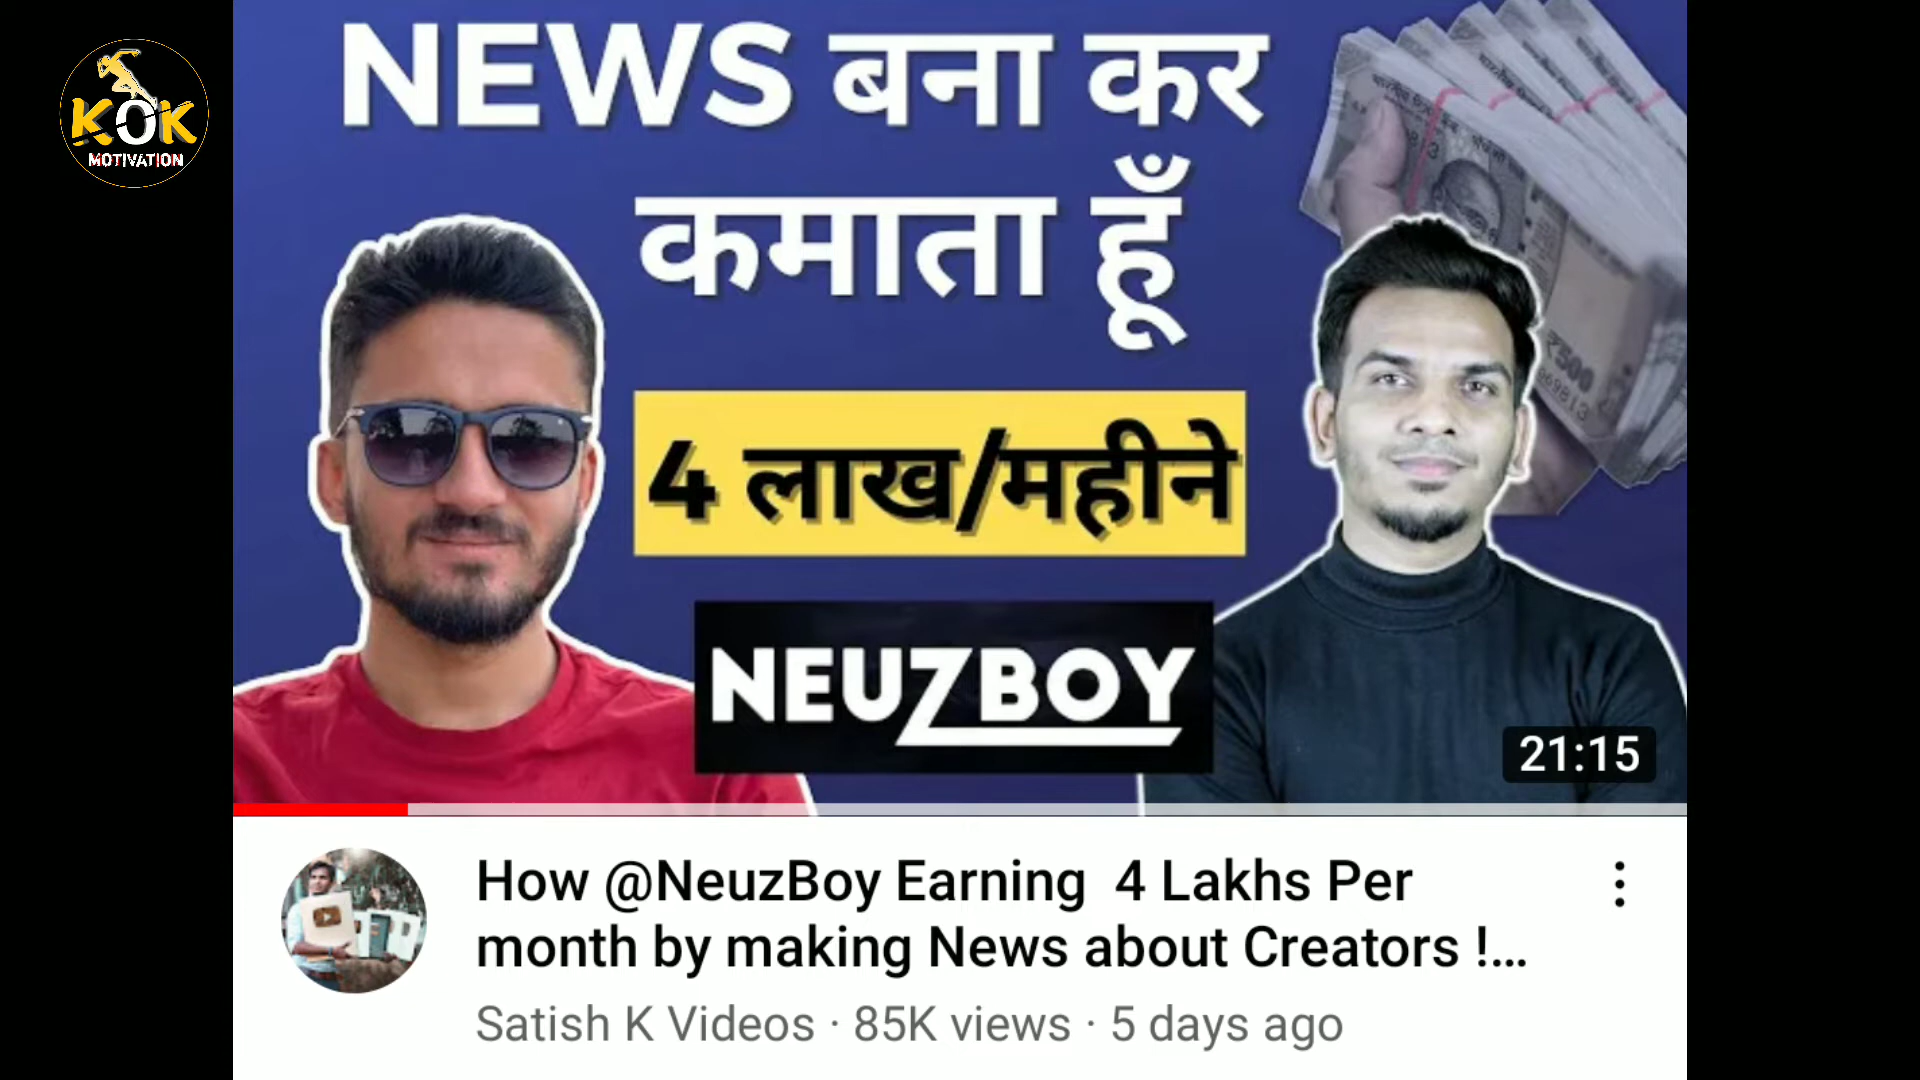 KOK
MOTIVATION
NEWS बना कर
कमाता हूँ
4 लाख/महीने
NEUZBOY
₹500
21:15
How @NeuzBoy Earning 4 Lakhs Per
month by making News about Creators !...
Satish K Videos · 85K views · 5 days ago